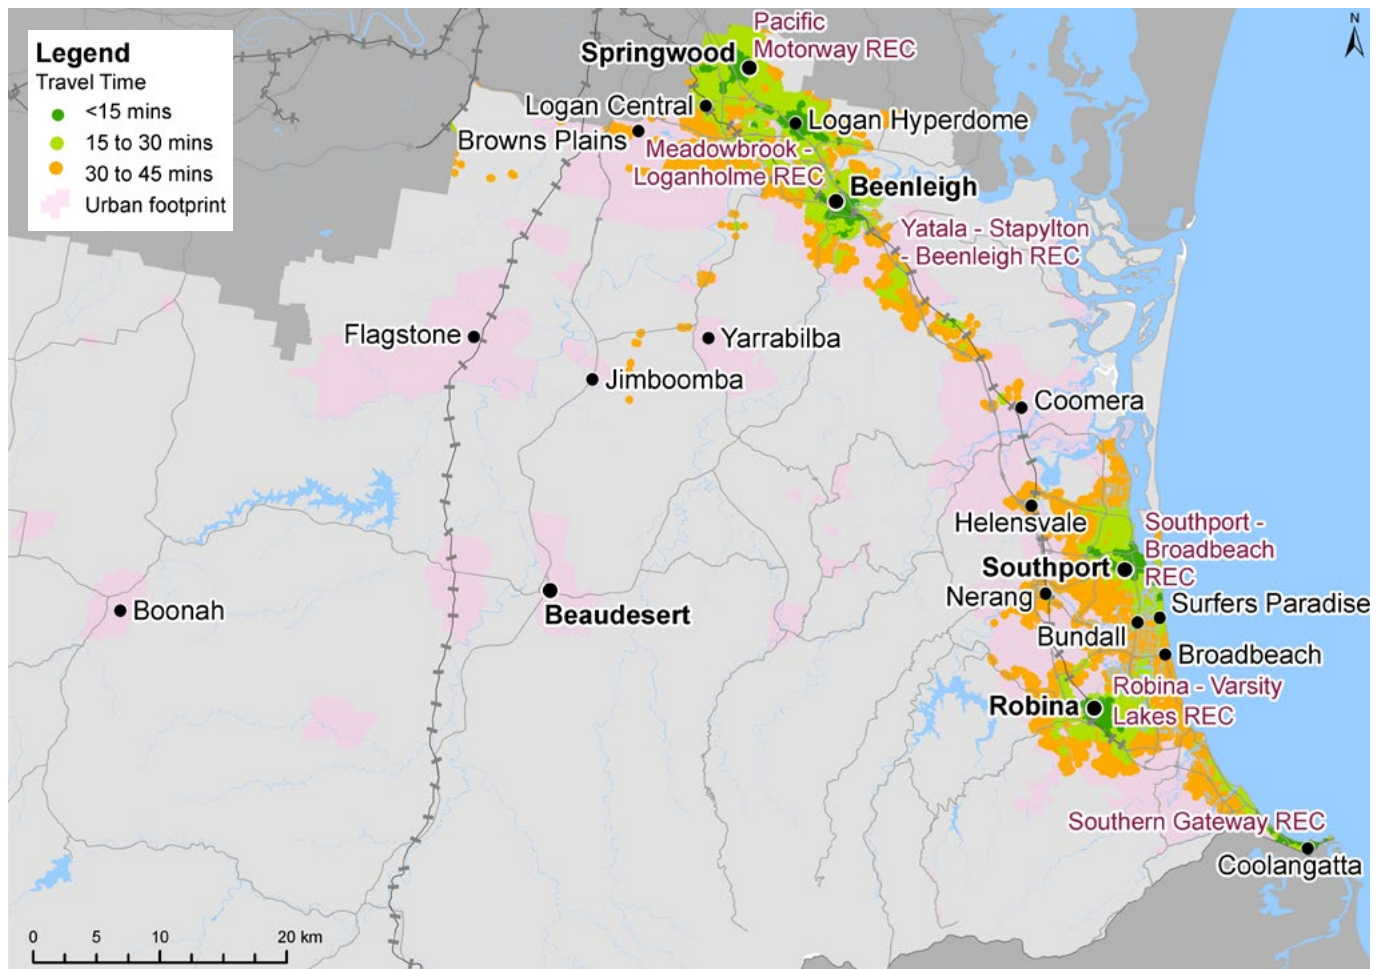 Legend
Travel Time
<15 mins
15 to 30 mins
30 to 45 mins
Urban footprint
N
Pacific
Motorway REC
Springwood
Logan Central
Logan Hyperdome
Browns Plains
Meadowbrook -
Loganholme REC
Beenleigh
Yatala - Stapylton
- Beenleigh REC
Flagstone
Yarrabilba
Jimboomba
Coomera
Helensvale
Southport -
Broadbeach
REC
Southport
Nerang
Surfers Paradise
Bundall
Boonah
Beaudesert
Broadbeach
Robina - Varsity
Lakes REC
Robina
Southern Gateway REC
Coolangatta
0 5 10 20 km